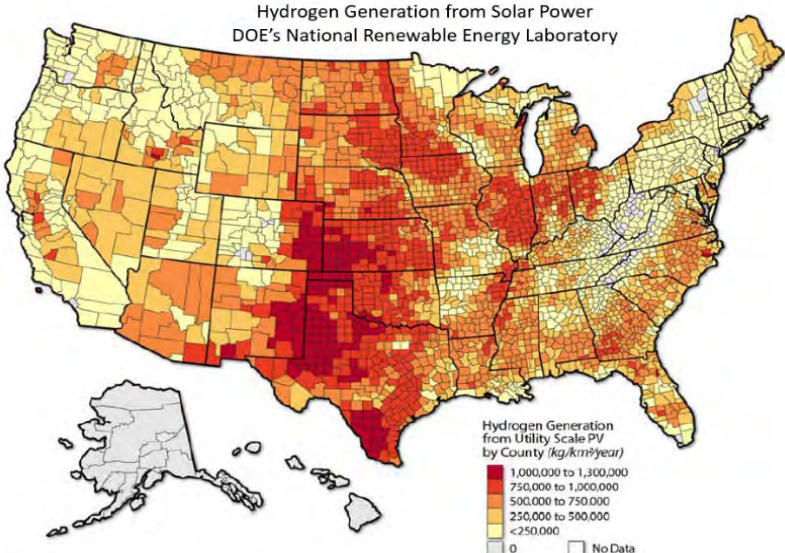 Hydrogen Generation from Solar Power
DOE's National Renewable Energy Laboratory
Hydrogen Generation
from Utility Scale PV
by County (kg/km²/year)
1,000,000 to 1,300,000
750,000 to 1,000,000
500,000 to 750.000
250,000 to 500,000
<250.000
0 No Data